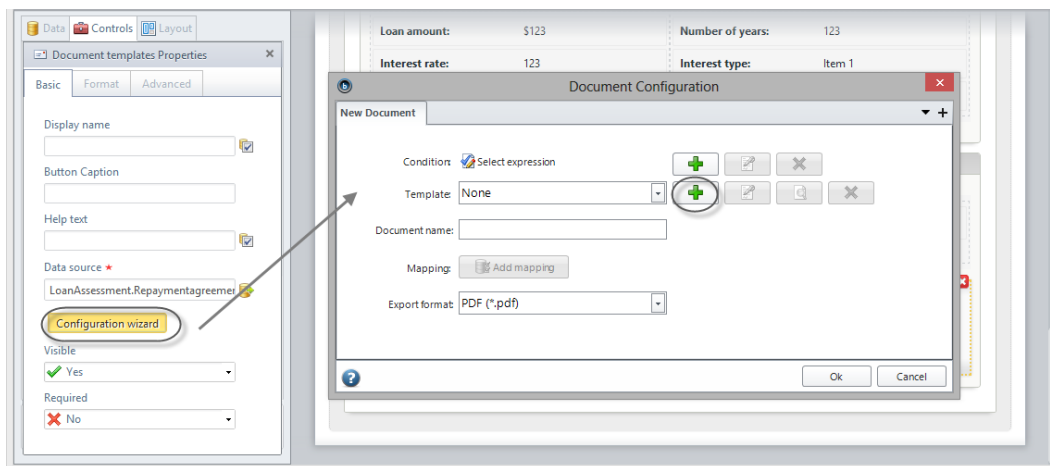 Data Controls Layout
Document templates Properties
Basic Format Advanced
Display name
Button Caption
Help text
Data source *
LoanAssessment.Repaymentagreemer
Configuration wizard
Visible
Yes
Required
No
Loan amount: $123 Number of years: 123
Interest rate: 123 Interest type: Item 1
Document Configuration
New Document
Condition: Select expression
Template: None
Document name:
Mapping: Add mapping
Export format: PDF (*.pdf)
Ok Cancel